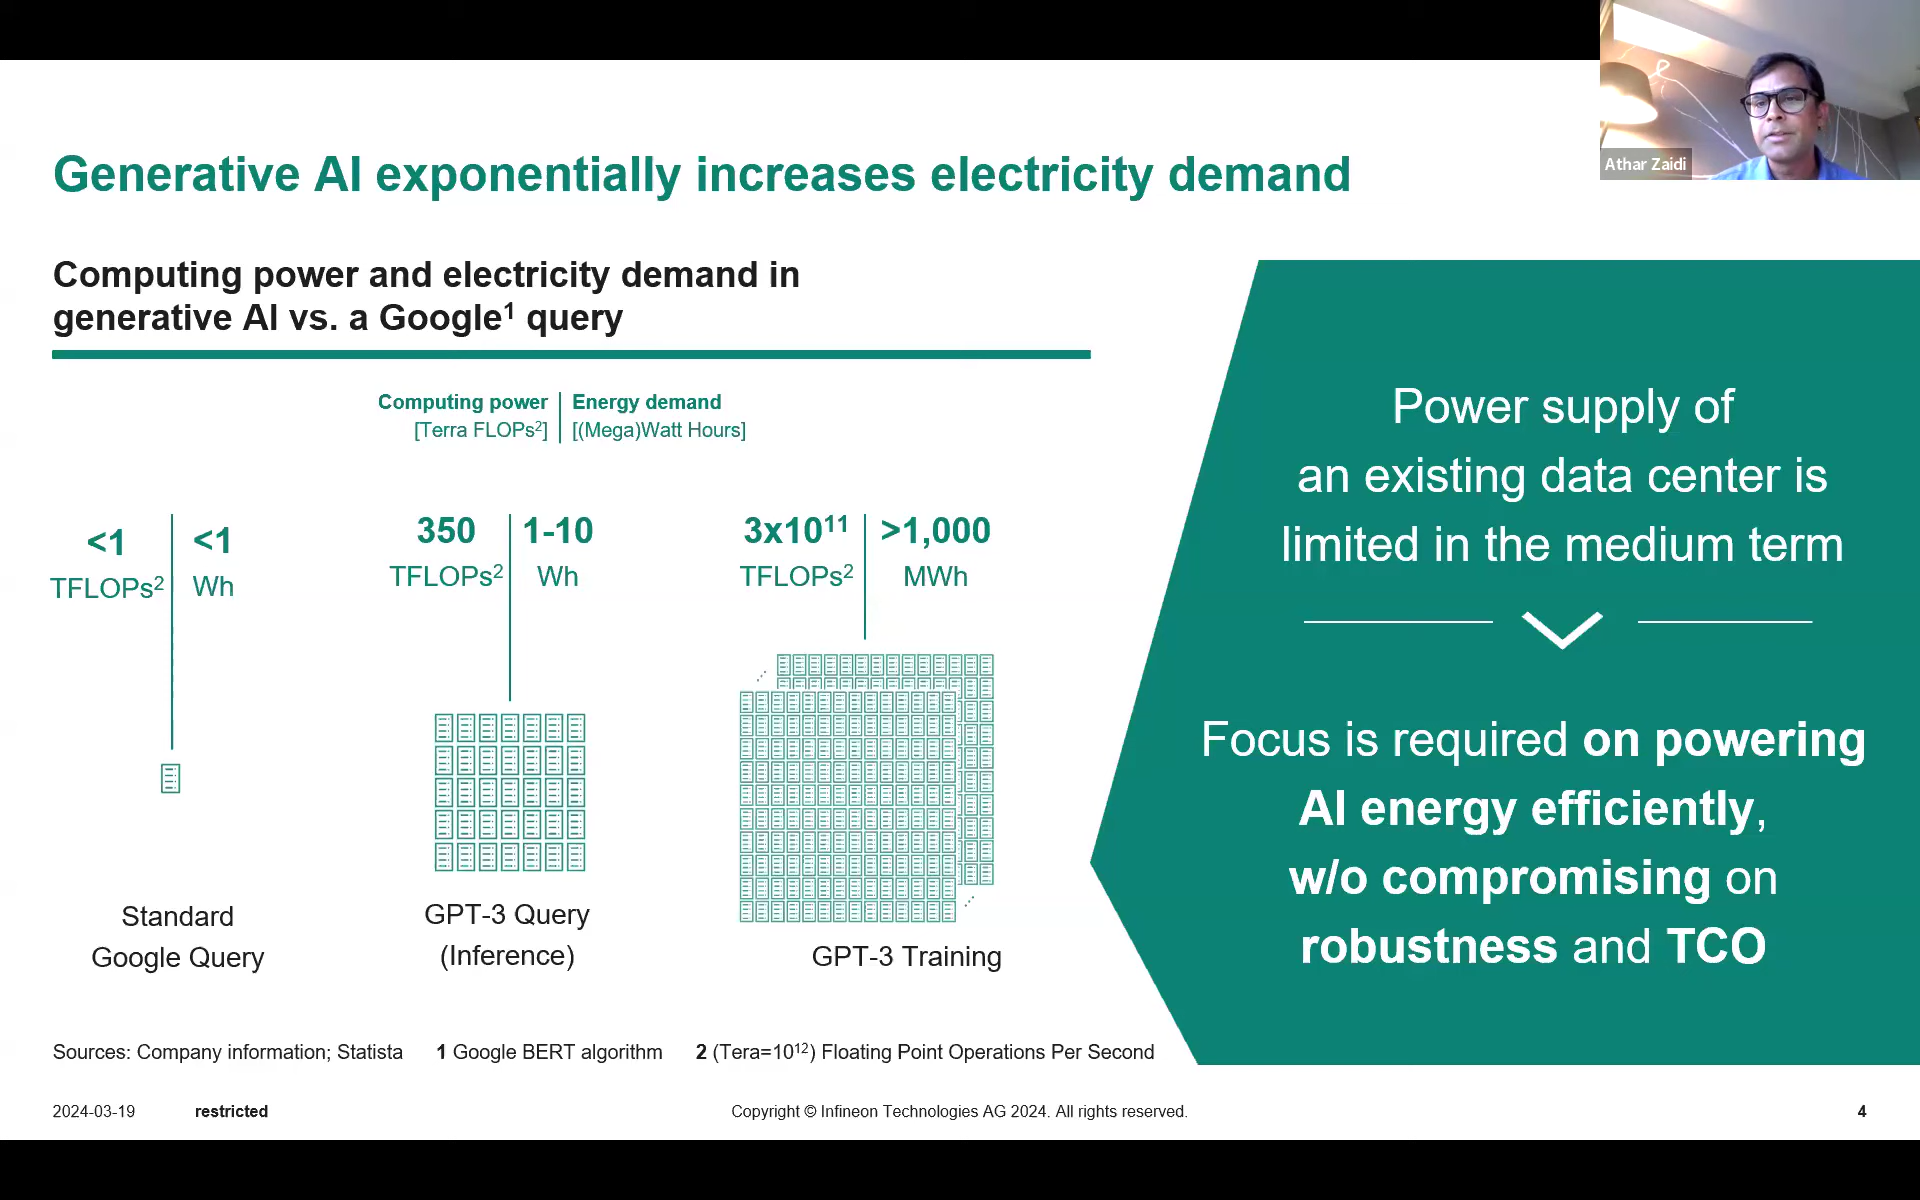 Athar Zaidi
Generative AI exponentially increases electricity demand
Computing power and electricity demand in
generative AI vs. a Google¹ query
Computing power
[Terra FLOPs²]
Energy demand
[(Mega)Watt Hours]
<1
TFLOPs²
<1
Wh
350
TFLOPs²
1-10
Wh
3x10¹¹
TFLOPs²
>1,000
MWh
Standard
Google Query
GPT-3 Query
(Inference)
GPT-3 Training
Power supply of
an existing data center is
limited in the medium term
Focus is required on powering
AI energy efficiently,
w/o compromising on
robustness and TCO
Sources: Company information; Statista 1 Google BERT algorithm 2 (Tera=10¹²) Floating Point Operations Per Second
2024-03-19 restricted Copyright © Infineon Technologies AG 2024. All rights reserved. 4